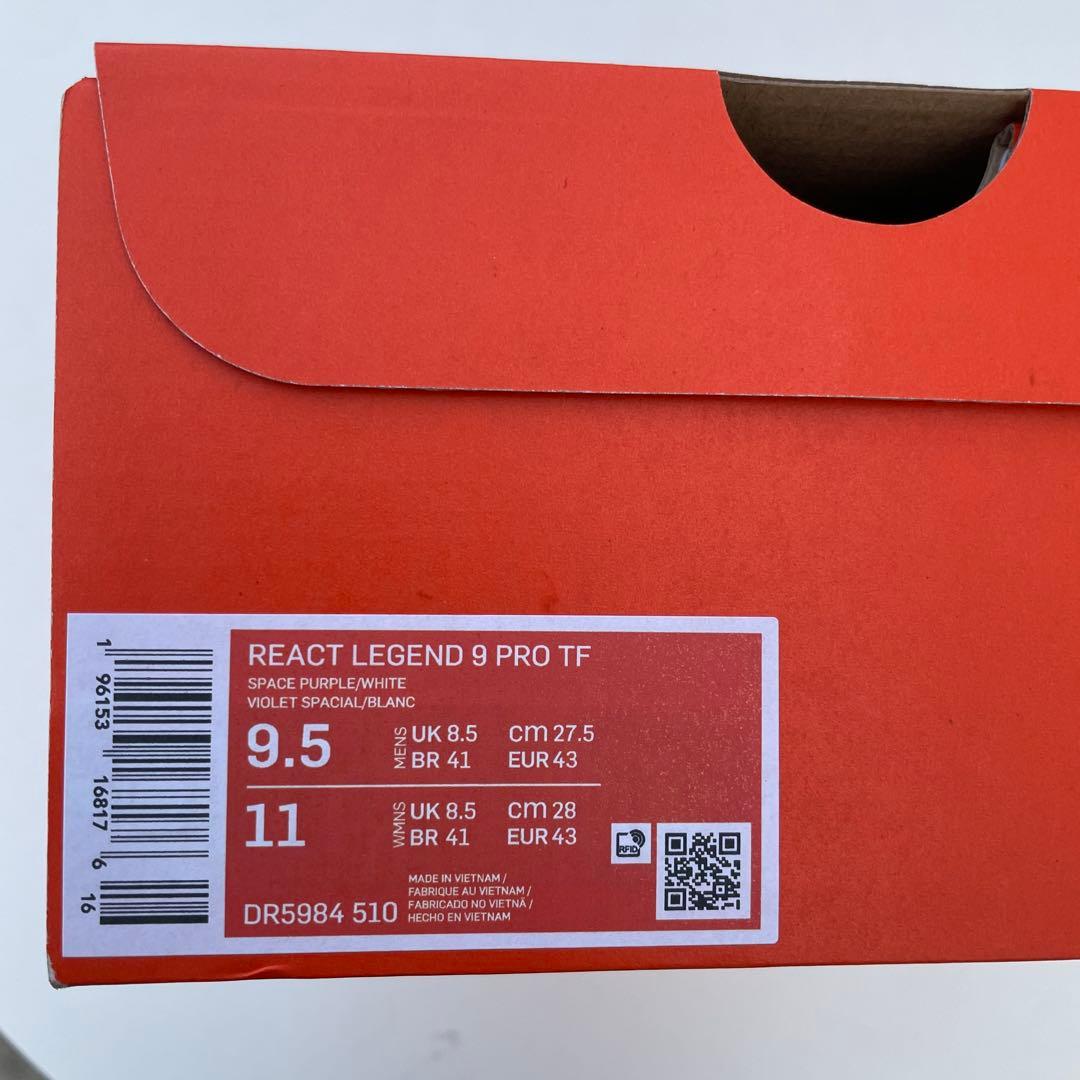 REACT LEGEND 9 PRO TF
SPACE PURPLE/WHITE
VIOLET SPACIAL/BLANC
9.5 MENS UK 8.5 cm 27.5
BR 41 EUR 43
11 WMNS UK 8.5 cm 28
BR 41 EUR 43
RFID
MADE IN VIETNAM /
FABRIQUE AU VIETNAM /
FABRICADO NO VIETNÃ /
HECHO EN VIETNAM
DR5984 510
1 96153 16817 6 16